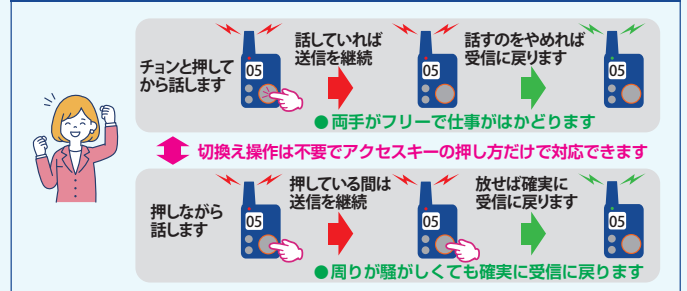 チョンと押して
から話します
05
話していれば
送信を継続
05
話すのをやめれば
受信に戻ります
05
●両手がフリーで仕事がはかどります
切換え操作は不要でアクセスキーの押し方だけで対応できます
押しながら
話します
05
押している間は
送信を継続
05
放せば確実に
受信に戻ります
05
●周りが騒がしくても確実に受信に戻ります